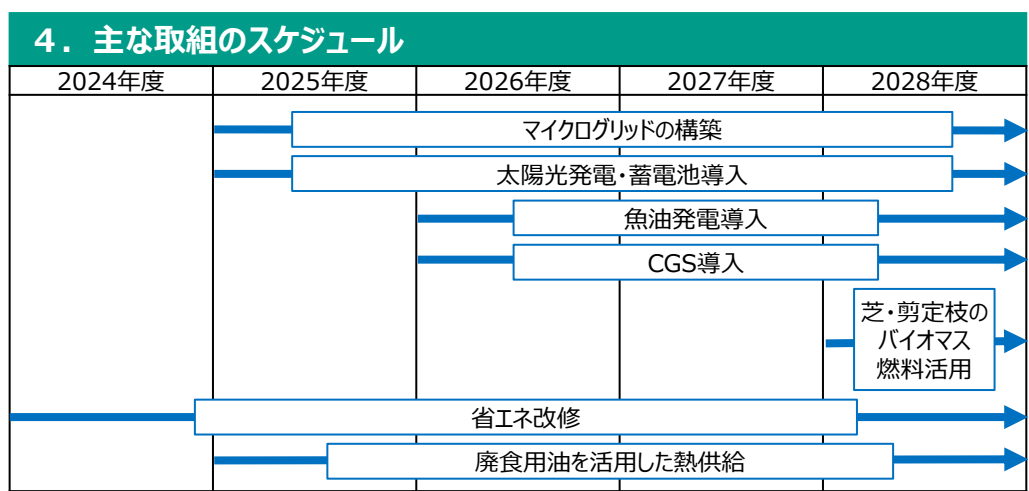 ４．主な取組のスケジュール
2024年度 2025年度 2026年度 2027年度 2028年度
マイクログリッドの構築
太陽光発電・蓄電池導入
魚油発電導入
CGS導入
芝・剪定枝の
バイオマス
燃料活用
省エネ改修
廃食用油を活用した熱供給